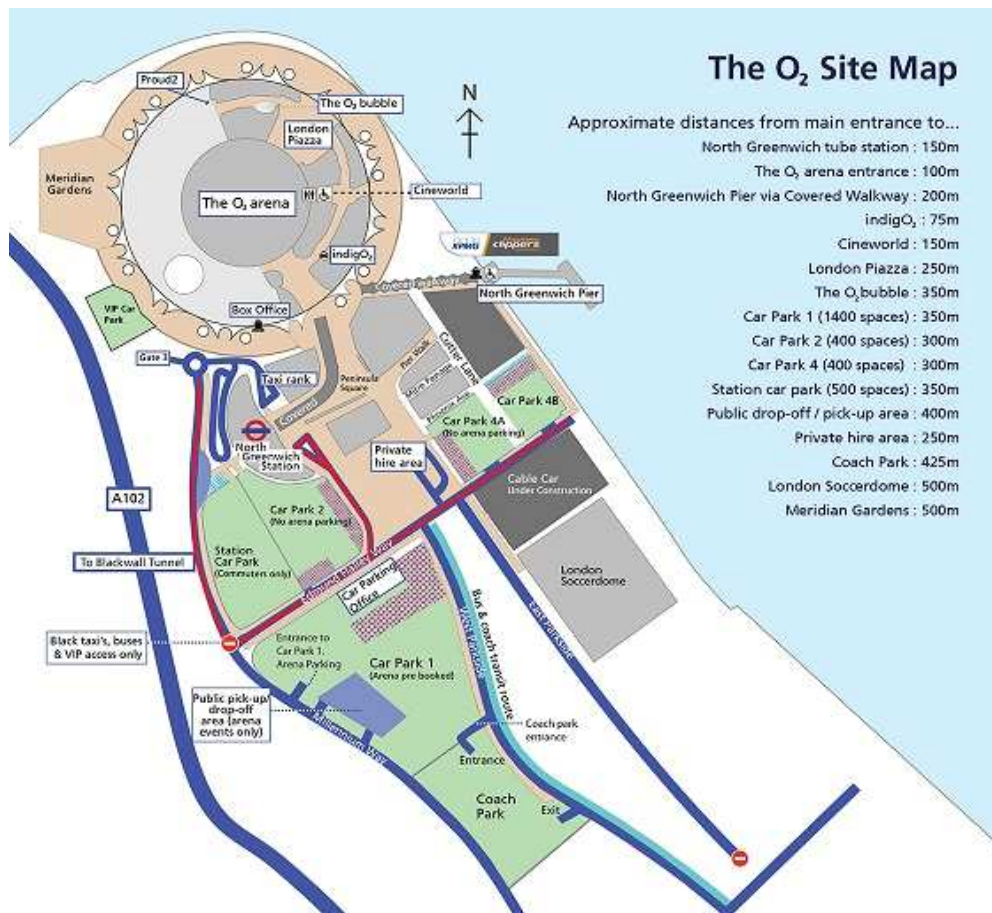 The O₂ Site Map
Approximate distances from main entrance to...
North Greenwich tube station : 150m
The O₂ arena entrance : 100m
North Greenwich Pier via Covered Walkway : 200m
indigO₂ : 75m
Cineworld : 150m
London Piazza : 250m
The O₂ bubble : 350m
Car Park 1 (1400 spaces) : 350m
Car Park 2 (400 spaces) : 300m
Car Park 4 (400 spaces) : 300m
Station car park (500 spaces) : 350m
Public drop-off / pick-up area : 400m
Private hire area : 250m
Coach Park : 425m
London Soccerdome : 500m
Meridian Gardens : 500m
N
Proud2
The O₂ bubble
London
Piazza
Meridian
Gardens
The O₂ arena
Cineworld
indigO₂
KPMG
clippers
North Greenwich Pier
VIP Car
Park
Box Office
Gate 3
Taxi rank
Peninsula
Square
Covered
Pier Walk
Cutter Lane
Car Park 4B
Car Park 4A
(No arena parking)
North
Greenwich
Station
Private
hire area
Cable Car
Under Construction
A102
Car Park 2
(No arena parking)
Station
Car Park
(Commuters only)
To Blackwall Tunnel
Car Parking
Office
London
Soccerdome
Black taxi's, buses
& VIP access only
Entrance to
Car Park 1.
Arena Parking
Car Park 1
(Arena pre booked)
Bus & coach transit route
East Parkside
Public pick-up/
drop-off
area (arena
events only)
Millennium Way
Coach park
entrance
Entrance
Coach
Park
Exit